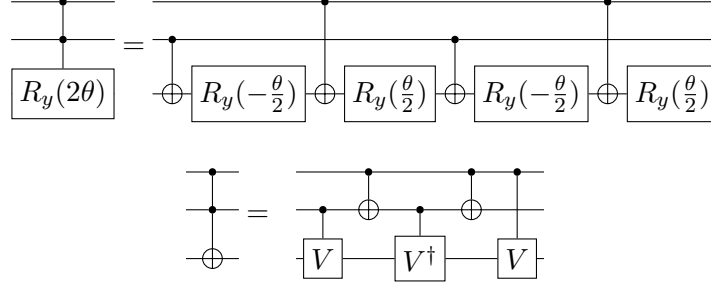 R_y(2θ) = R_y(-θ/2) R_y(θ/2) R_y(-θ/2) R_y(θ/2)
= V V† V